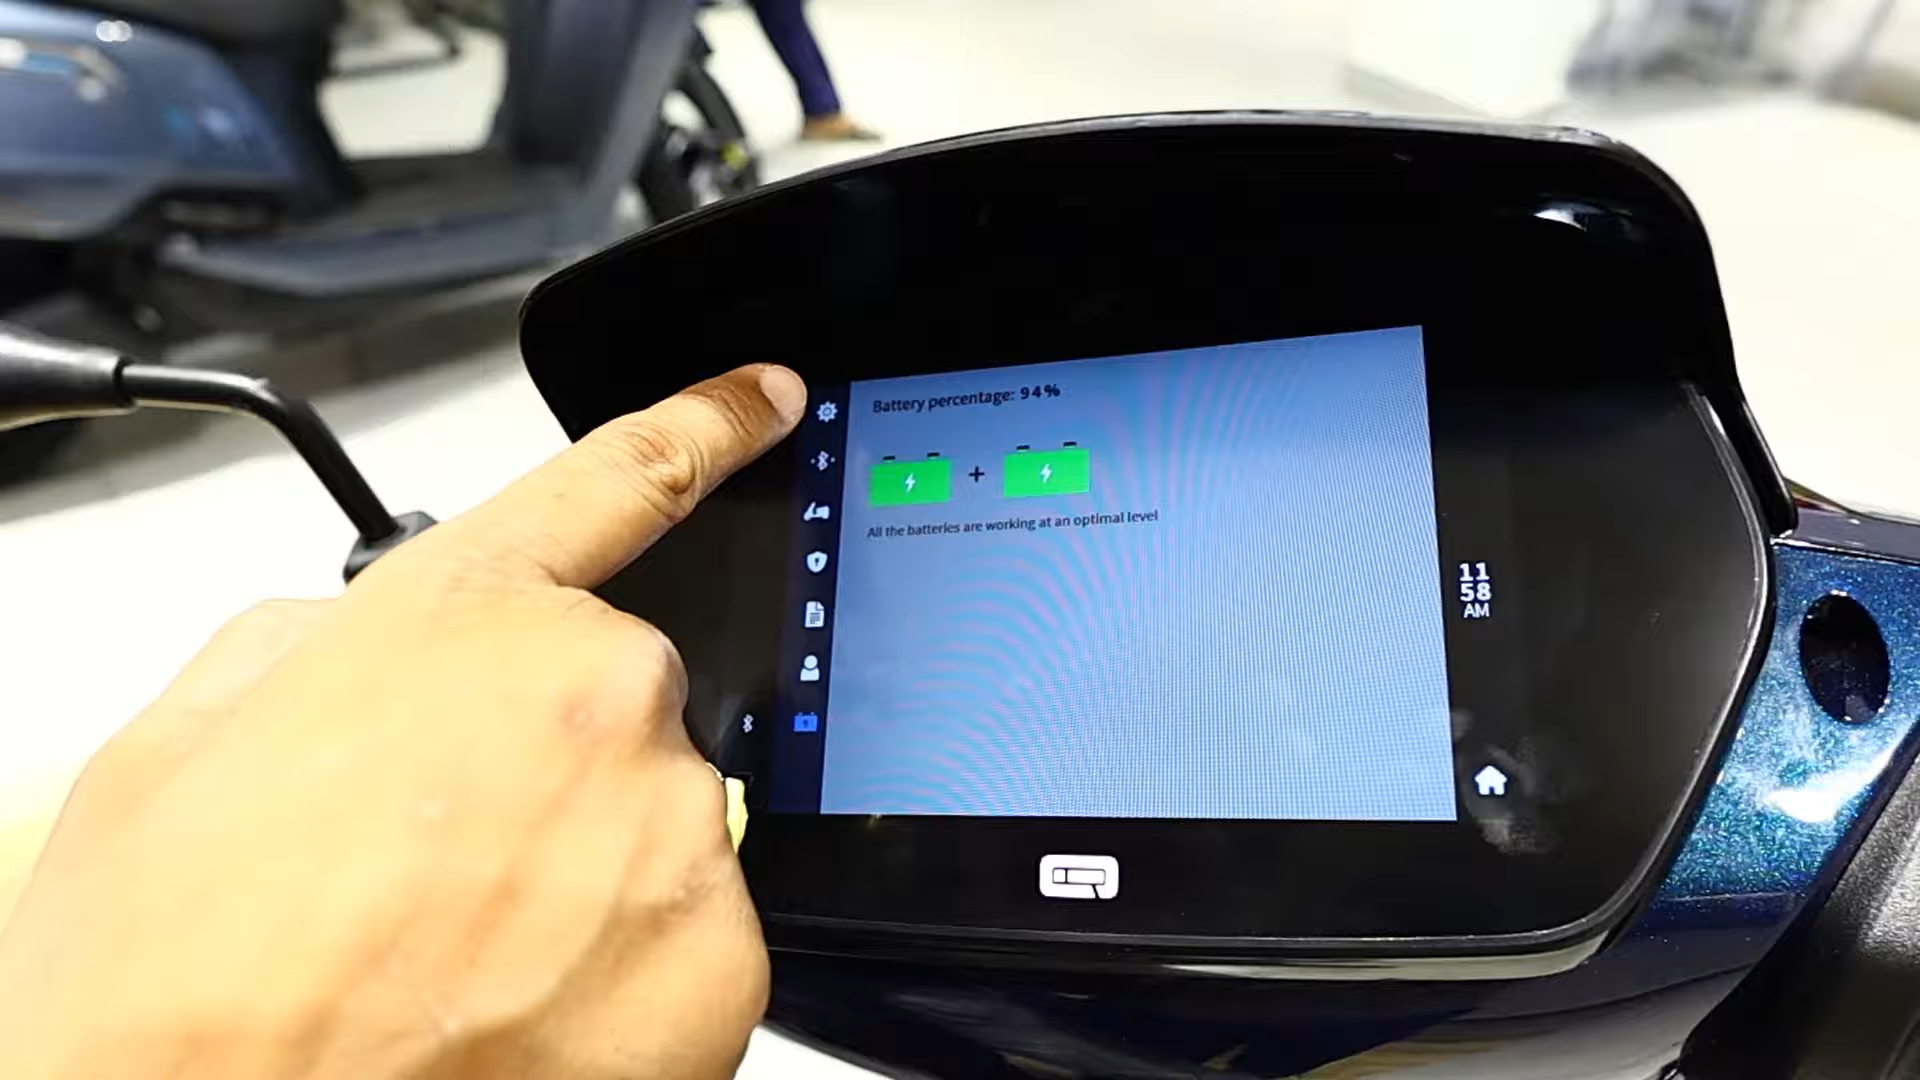 Battery percentage: 94%
+
All the batteries are working at an optimal level
11
58
AM